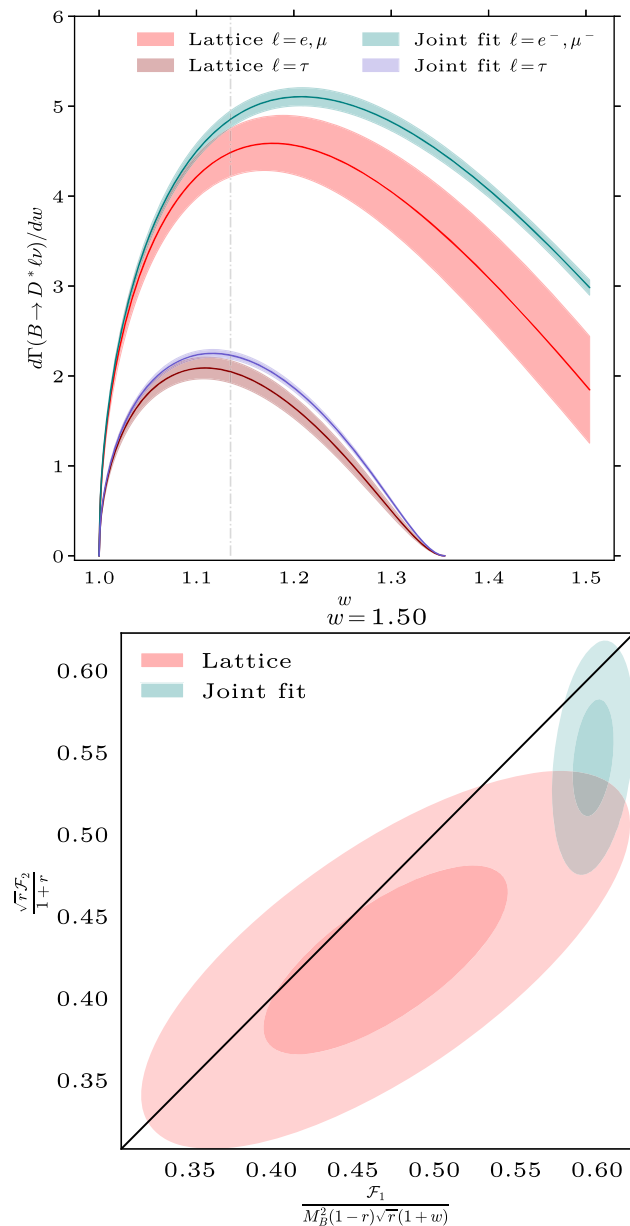 Lattice ℓ=e,μ
Joint fit ℓ=e⁻,μ⁻
Lattice ℓ=τ
Joint fit ℓ=τ
6
5
4
3
2
1
0
dΓ(B→D*ℓν)/dw
1.0 1.1 1.2 1.3 1.4 1.5
w
w=1.50
Lattice
Joint fit
0.60
0.55
0.50
0.45
0.40
0.35
√r ℱ₂ / 1+r
0.35 0.40 0.45 0.50 0.55 0.60
ℱ₁ / M_B²(1−r)√r(1+w)